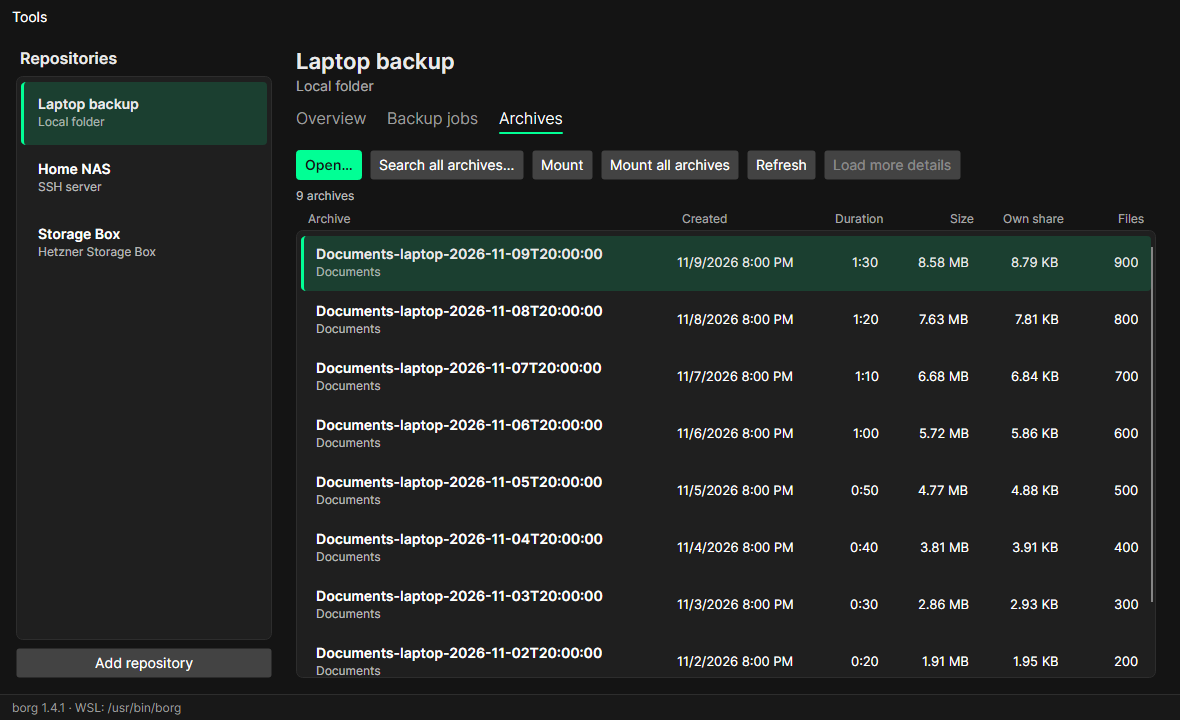 Tools
Repositories
Laptop backup
Local folder
Home NAS
SSH server
Storage Box
Hetzner Storage Box
Add repository
Laptop backup
Local folder
Overview Backup jobs Archives
Open... Search all archives... Mount Mount all archives Refresh Load more details
9 archives
Archive Created Duration Size Own share Files
Documents-laptop-2026-11-09T20:00:00
Documents
11/9/2026 8:00 PM 1:30 8.58 MB 8.79 KB 900
Documents-laptop-2026-11-08T20:00:00
Documents
11/8/2026 8:00 PM 1:20 7.63 MB 7.81 KB 800
Documents-laptop-2026-11-07T20:00:00
Documents
11/7/2026 8:00 PM 1:10 6.68 MB 6.84 KB 700
Documents-laptop-2026-11-06T20:00:00
Documents
11/6/2026 8:00 PM 1:00 5.72 MB 5.86 KB 600
Documents-laptop-2026-11-05T20:00:00
Documents
11/5/2026 8:00 PM 0:50 4.77 MB 4.88 KB 500
Documents-laptop-2026-11-04T20:00:00
Documents
11/4/2026 8:00 PM 0:40 3.81 MB 3.91 KB 400
Documents-laptop-2026-11-03T20:00:00
Documents
11/3/2026 8:00 PM 0:30 2.86 MB 2.93 KB 300
Documents-laptop-2026-11-02T20:00:00
Documents
11/2/2026 8:00 PM 0:20 1.91 MB 1.95 KB 200
borg 1.4.1 · WSL: /usr/bin/borg